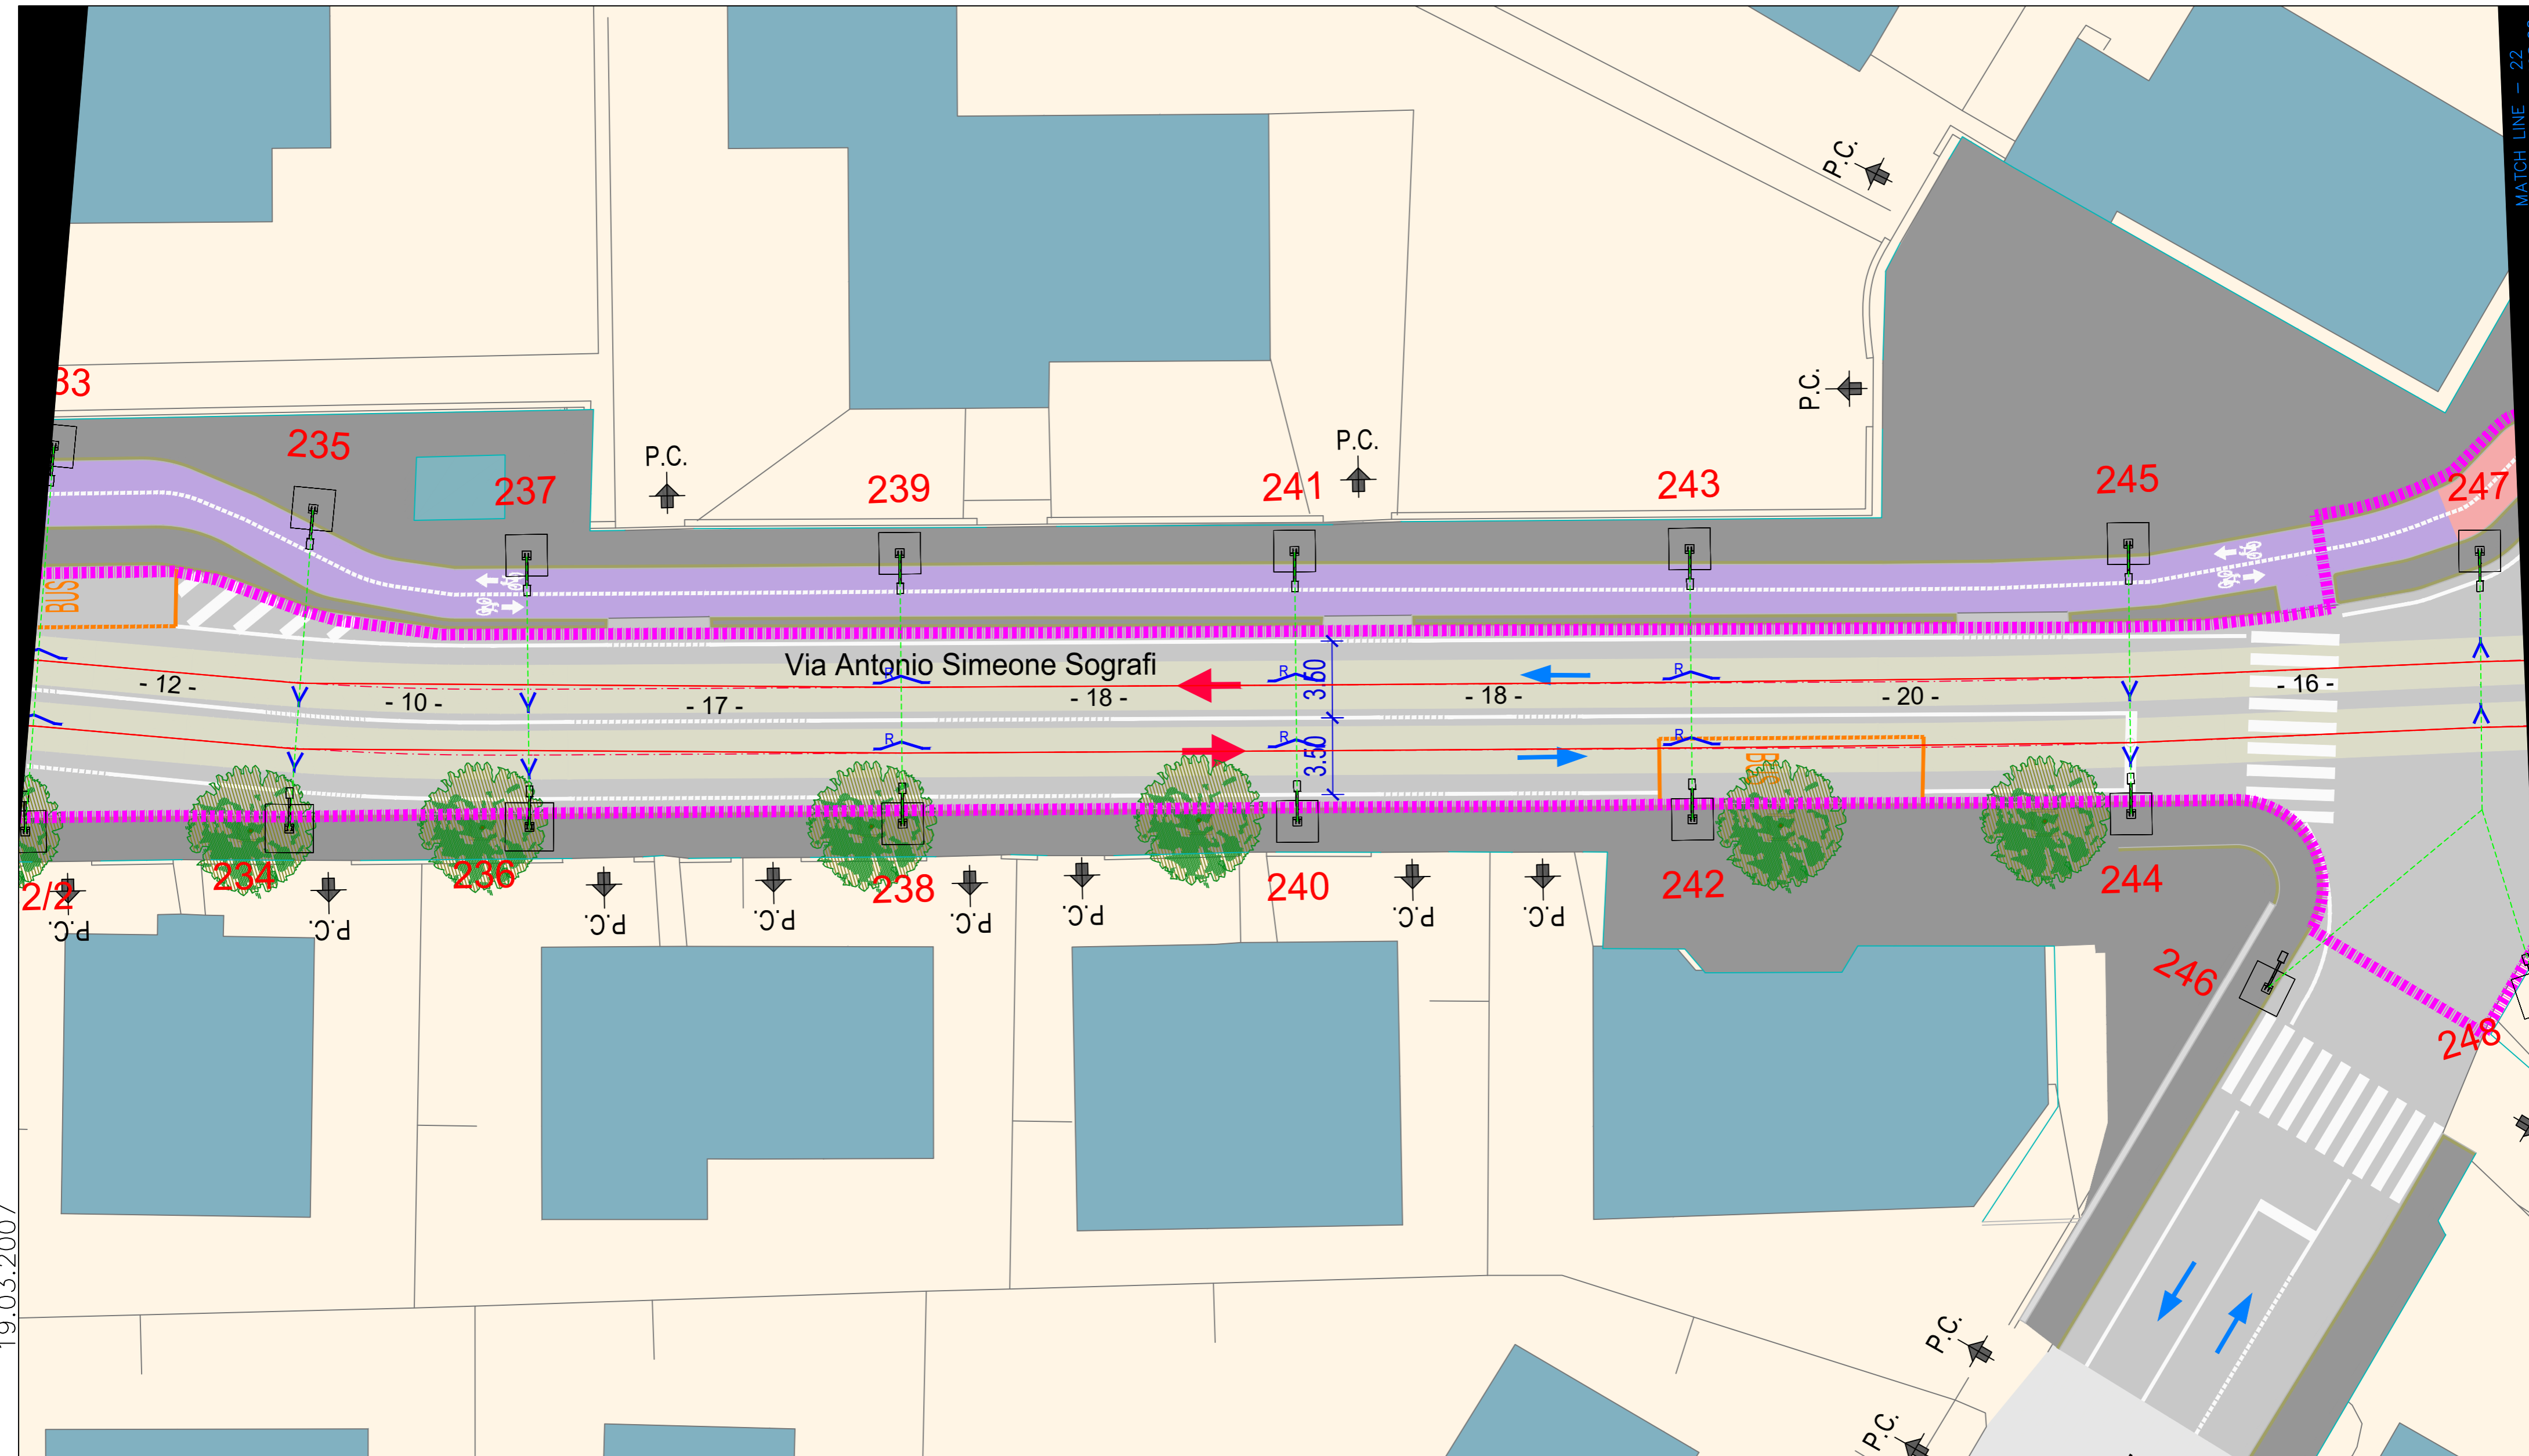 MATCH LINE - 22
P.C.
P.C.
33
235
237
P.C.
239
241
P.C.
243
245
247
BUS
Via Antonio Simeone Sografi
R
R
R
3.50
- 12 -
- 10 -
- 17 -
- 18 -
- 18 -
- 20 -
- 16 -
R
R
R
3.50
BUS
2/2
234
236
238
240
242
244
246
248
P.C.
P.C.
P.C.
P.C.
P.C.
P.C.
P.C.
P.C.
19.03.2007
P.C.
P.C.